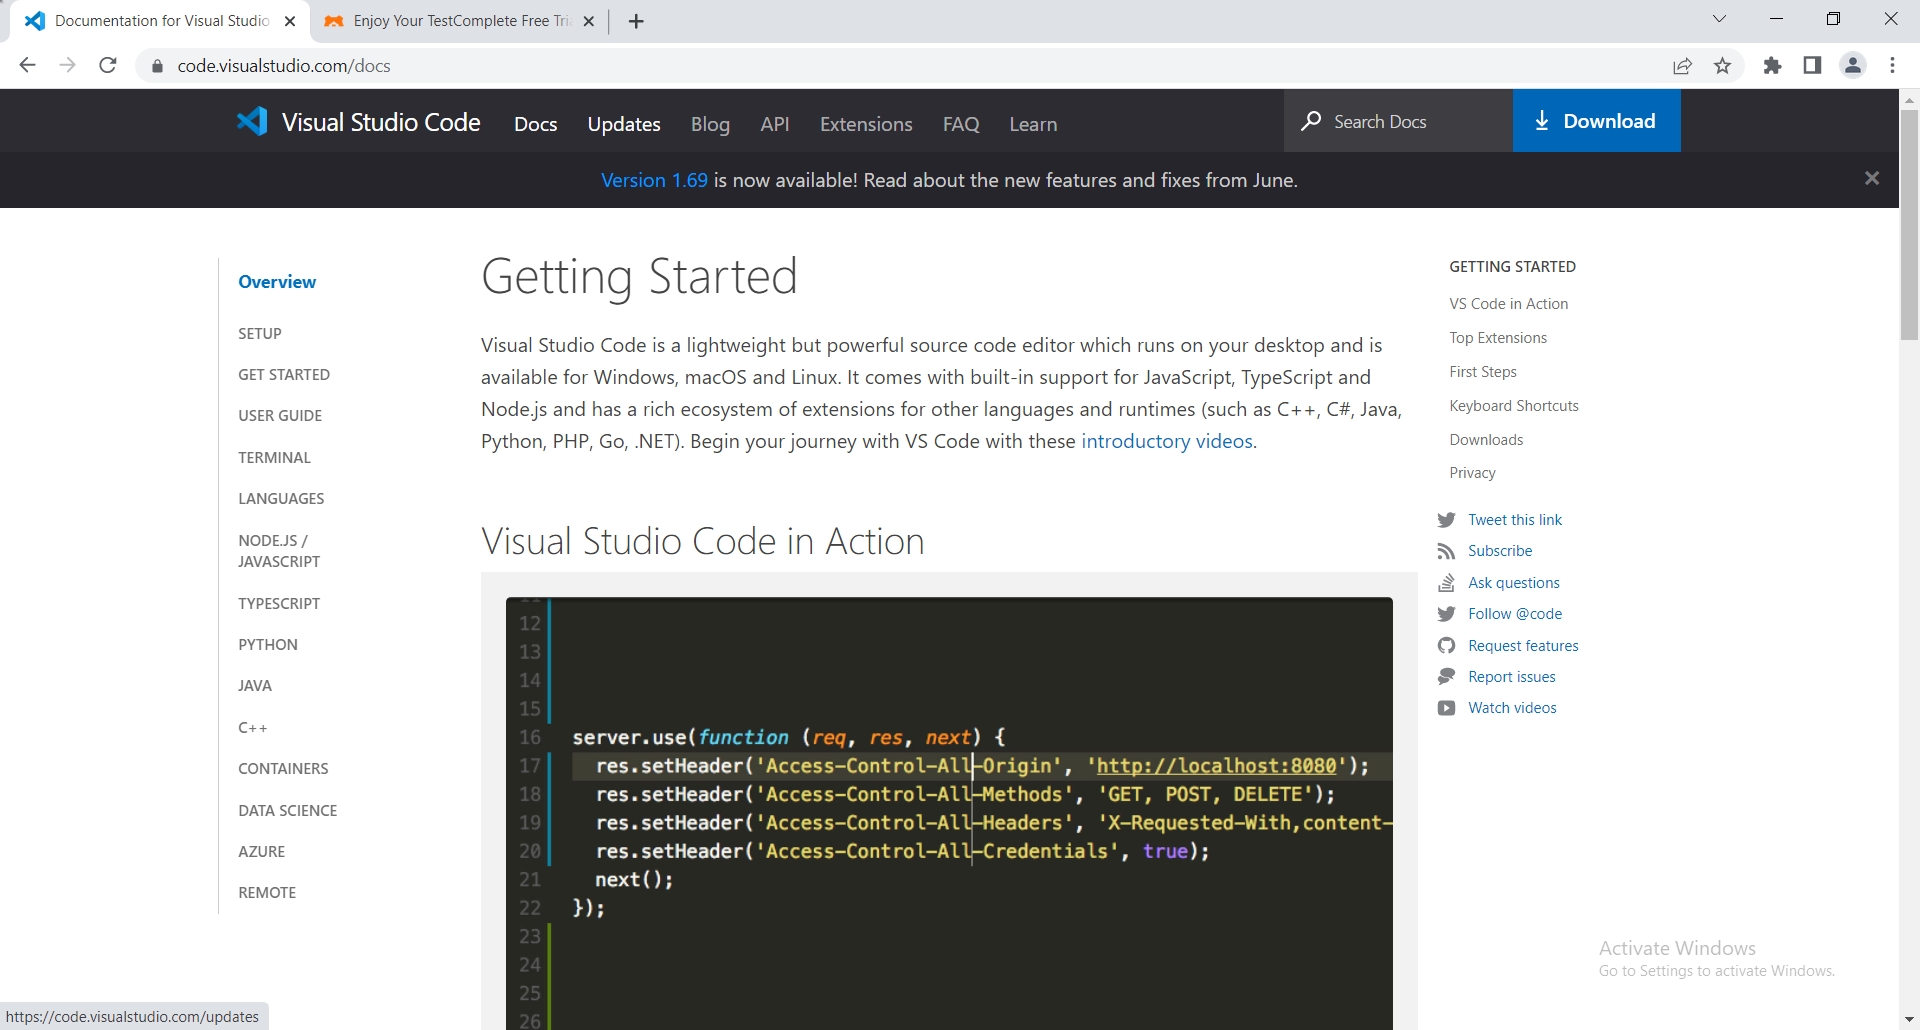 Documentation for Visual Studio
Enjoy Your TestComplete Free Tri
code.visualstudio.com/docs
Visual Studio Code
Docs
Updates
Blog
API
Extensions
FAQ
Learn
Search Docs
Download
Version 1.69 is now available! Read about the new features and fixes from June.
Overview
SETUP
GET STARTED
USER GUIDE
TERMINAL
LANGUAGES
NODE.JS /
JAVASCRIPT
TYPESCRIPT
PYTHON
JAVA
C++
CONTAINERS
DATA SCIENCE
AZURE
REMOTE
Getting Started
Visual Studio Code is a lightweight but powerful source code editor which runs on your desktop and is
available for Windows, macOS and Linux. It comes with built-in support for JavaScript, TypeScript and
Node.js and has a rich ecosystem of extensions for other languages and runtimes (such as C++, C#, Java,
Python, PHP, Go, .NET). Begin your journey with VS Code with these introductory videos.
Visual Studio Code in Action
11
12
13
14
15
16 server.use(function (req, res, next) {
17 res.setHeader('Access-Control-All-Origin', 'http://localhost:8080');
18 res.setHeader('Access-Control-All-Methods', 'GET, POST, DELETE');
19 res.setHeader('Access-Control-All-Headers', 'X-Requested-With,content-
20 res.setHeader('Access-Control-All-Credentials', true);
21 next();
22 });
23
24
25
26
GETTING STARTED
VS Code in Action
Top Extensions
First Steps
Keyboard Shortcuts
Downloads
Privacy
Tweet this link
Subscribe
Ask questions
Follow @code
Request features
Report issues
Watch videos
Activate Windows
Go to Settings to activate Windows.
https://code.visualstudio.com/updates